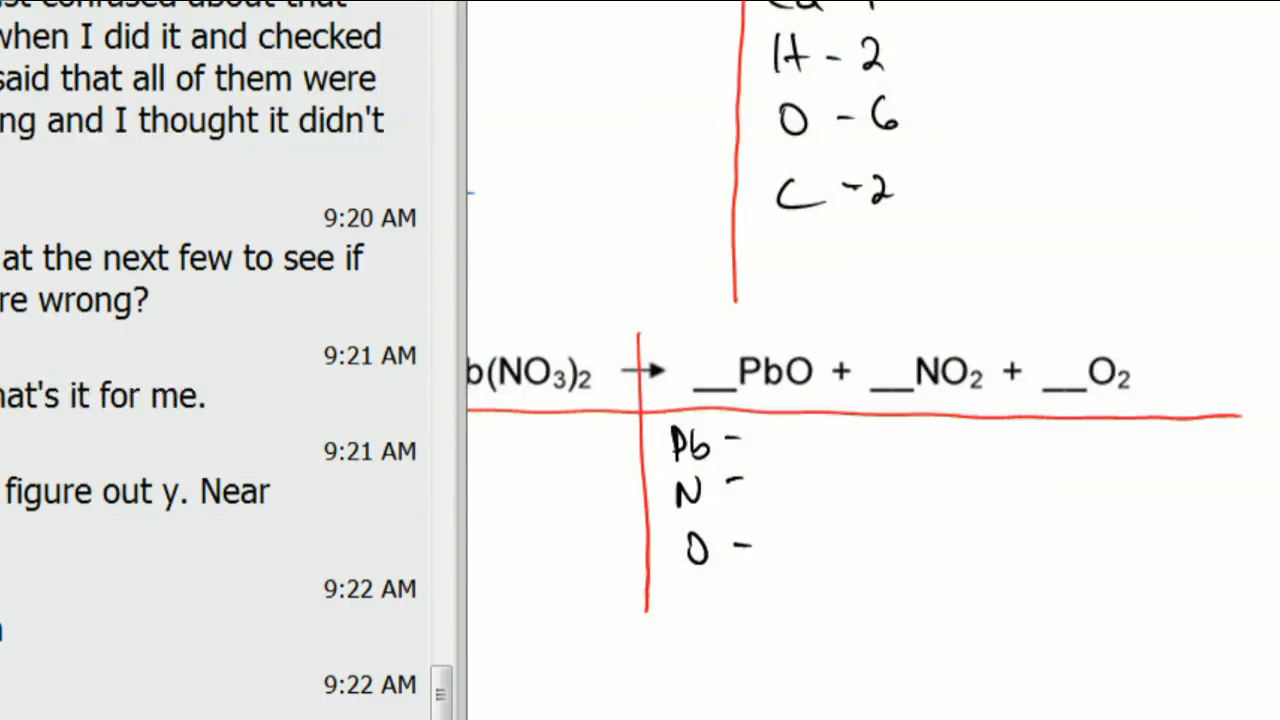 when I did it and checked
said that all of them were
ng and I thought it didn't
9:20 AM
at the next few to see if
re wrong?
9:21 AM
nat's it for me.
9:21 AM
figure out y. Near
9:22 AM
9:22 AM
H - 2
O - 6
C - 2
b(NO₃)₂ → __PbO + __NO₂ + __O₂
Pb -
N -
O -